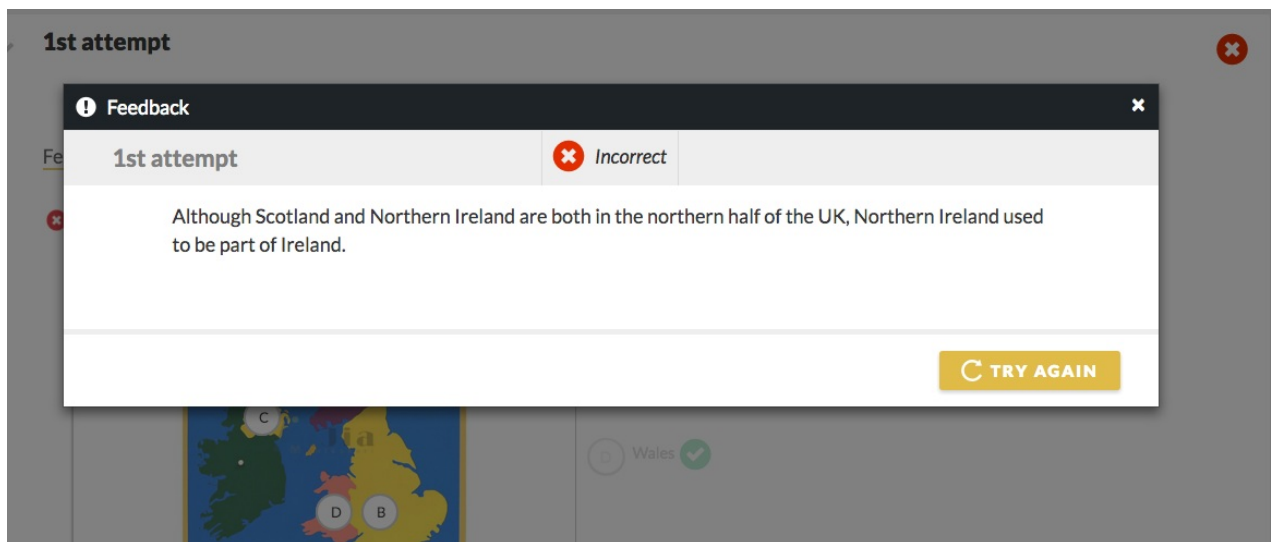 1st attempt
Feedback
Fe
1st attempt
Incorrect
Although Scotland and Northern Ireland are both in the northern half of the UK, Northern Ireland used
to be part of Ireland.
TRY AGAIN
C
D
B
D Wales